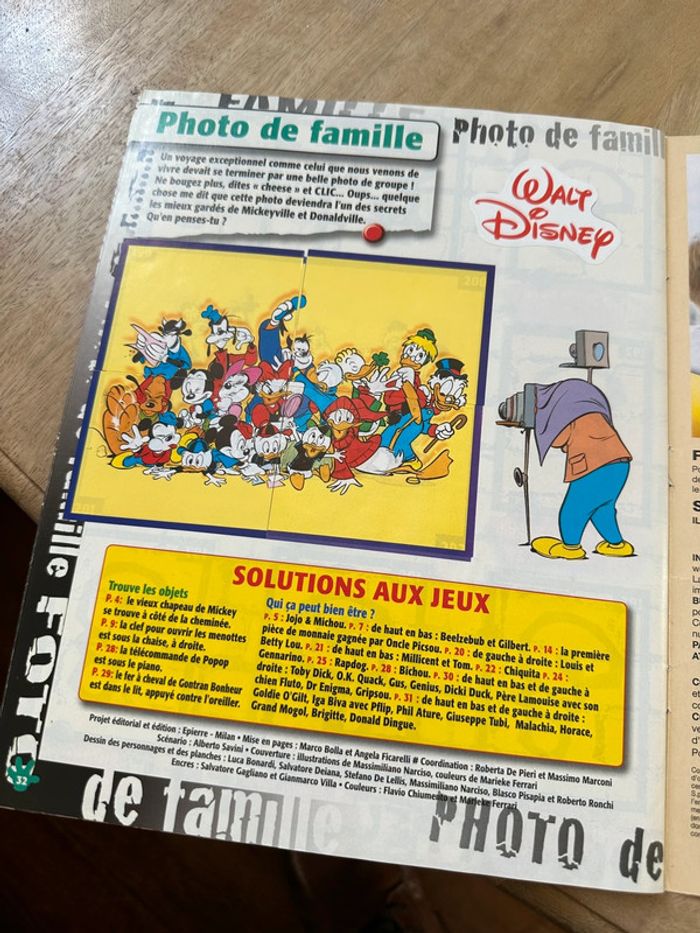 FAMILLE
Photo de famille
Photo de famill
Un voyage exceptionnel comme celui que nous venons de
vivre devait se terminer par une belle photo de groupe !
Ne bougez plus, dites « cheese » et CLIC... Oups... quelque
chose me dit que cette photo deviendra l'un des secrets
les mieux gardés de Mickeyville et Donaldville.
Qu'en penses-tu ?
WALT
DISNEY
SOLUTIONS AUX JEUX
Trouve les objets
P. 4: le vieux chapeau de Mickey
se trouve à côté de la cheminée.
P. 9: la clef pour ouvrir les menottes
est sous la chaise, à droite.
P. 28: la télécommande de Popop
est sous le piano.
P. 29: le fer à cheval de Gontran Bonheur
est dans le lit, appuyé contre l'oreiller.
Qui ça peut bien être ?
P. 5 : Jojo & Michou. P. 7 : de haut en bas : Beelzebub et Gilbert. P. 14 : la première
pièce de monnaie gagnée par Oncle Picsou. P. 20 : de gauche à droite : Louis et
Betty Lou. P. 21 : de haut en bas : Millicent et Tom. P. 22 : Chiquita P. 24 :
Gennarino. P. 25 : Rapdog. P. 28 : Bichou. P. 30 : de haut en bas et de gauche à
droite : Toby Dick, O.K. Quack, Gus, Genius, Dicki Duck, Père Lamouise avec son
chien Fluto, Dr Enigma, Gripsou. P. 31 : de haut en bas et de gauche à droite :
Goldie O'Gilt, Iga Biva avec Pflip, Phil Ature, Giuseppe Tubi, Malachia, Horace,
Grand Mogol, Brigitte, Donald Dingue.
Projet éditorial et édition : Epierre - Milan • Mise en pages : Marco Bolla et Angela Ficarelli # Coordination : Roberta De Pieri et Massimo Marconi
Scénario : Alberto Savini • Couverture : illustrations de Massimiliano Narciso, couleurs de Marieke Ferrari
Dessin des personnages et des planches : Luca Bonardi, Salvatore Deiana, Stefano De Lellis, Massimiliano Narciso, Blasco Pisapia et Roberto Ronchi
Encres : Salvatore Gagliano et Gianmarco Villa • Couleurs : Flavio Chiumento et Marieke Ferrari
32
de famille PHOTO de